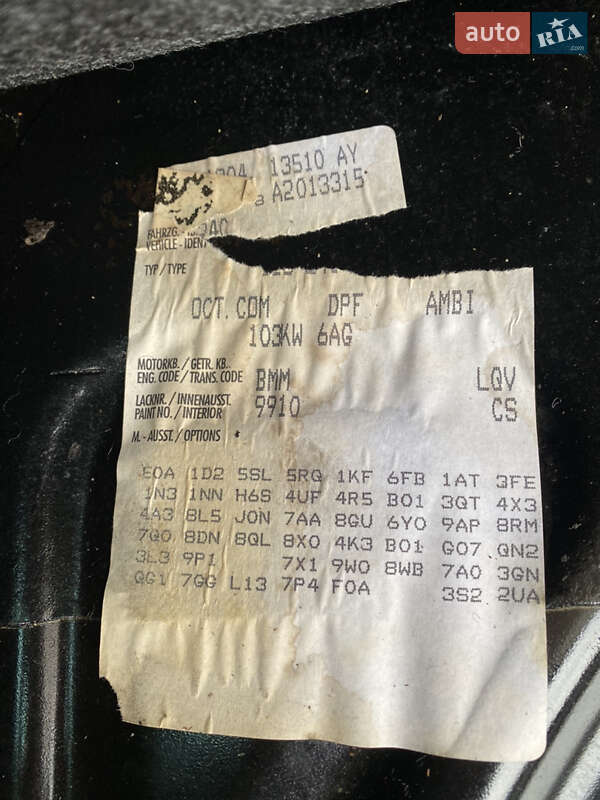 auto RIA
.com
13510 AY
A2013315
FAHRZG.
VEHICLE - IDENT
TYP / TYPE
OCT. COM DPF AMBI
103KW 6AG
MOTORKB. / GETR. KB..
ENG. CODE / TRANS. CODE BMM LQV
LACKNR. / INNENAUSST.
PAINT NO. / INTERIOR 9910 CS
M. - AUSST. / OPTIONS
E0A 1D2 5SL 5RG 1KF 6FB 1AT 3FE
1N3 1NN H6S 4UF 4R5 B01 3QT 4X3
4A3 8L5 J0N 7AA 8GU 6Y0 9AP 8RM
7Q0 8DN 8QL 8X0 4K3 B01 G07 QN2
3L3 9P1 7X1 9W0 8WB 7A0 3GN
QG1 7GG L13 7P4 F0A 3S2 2UA